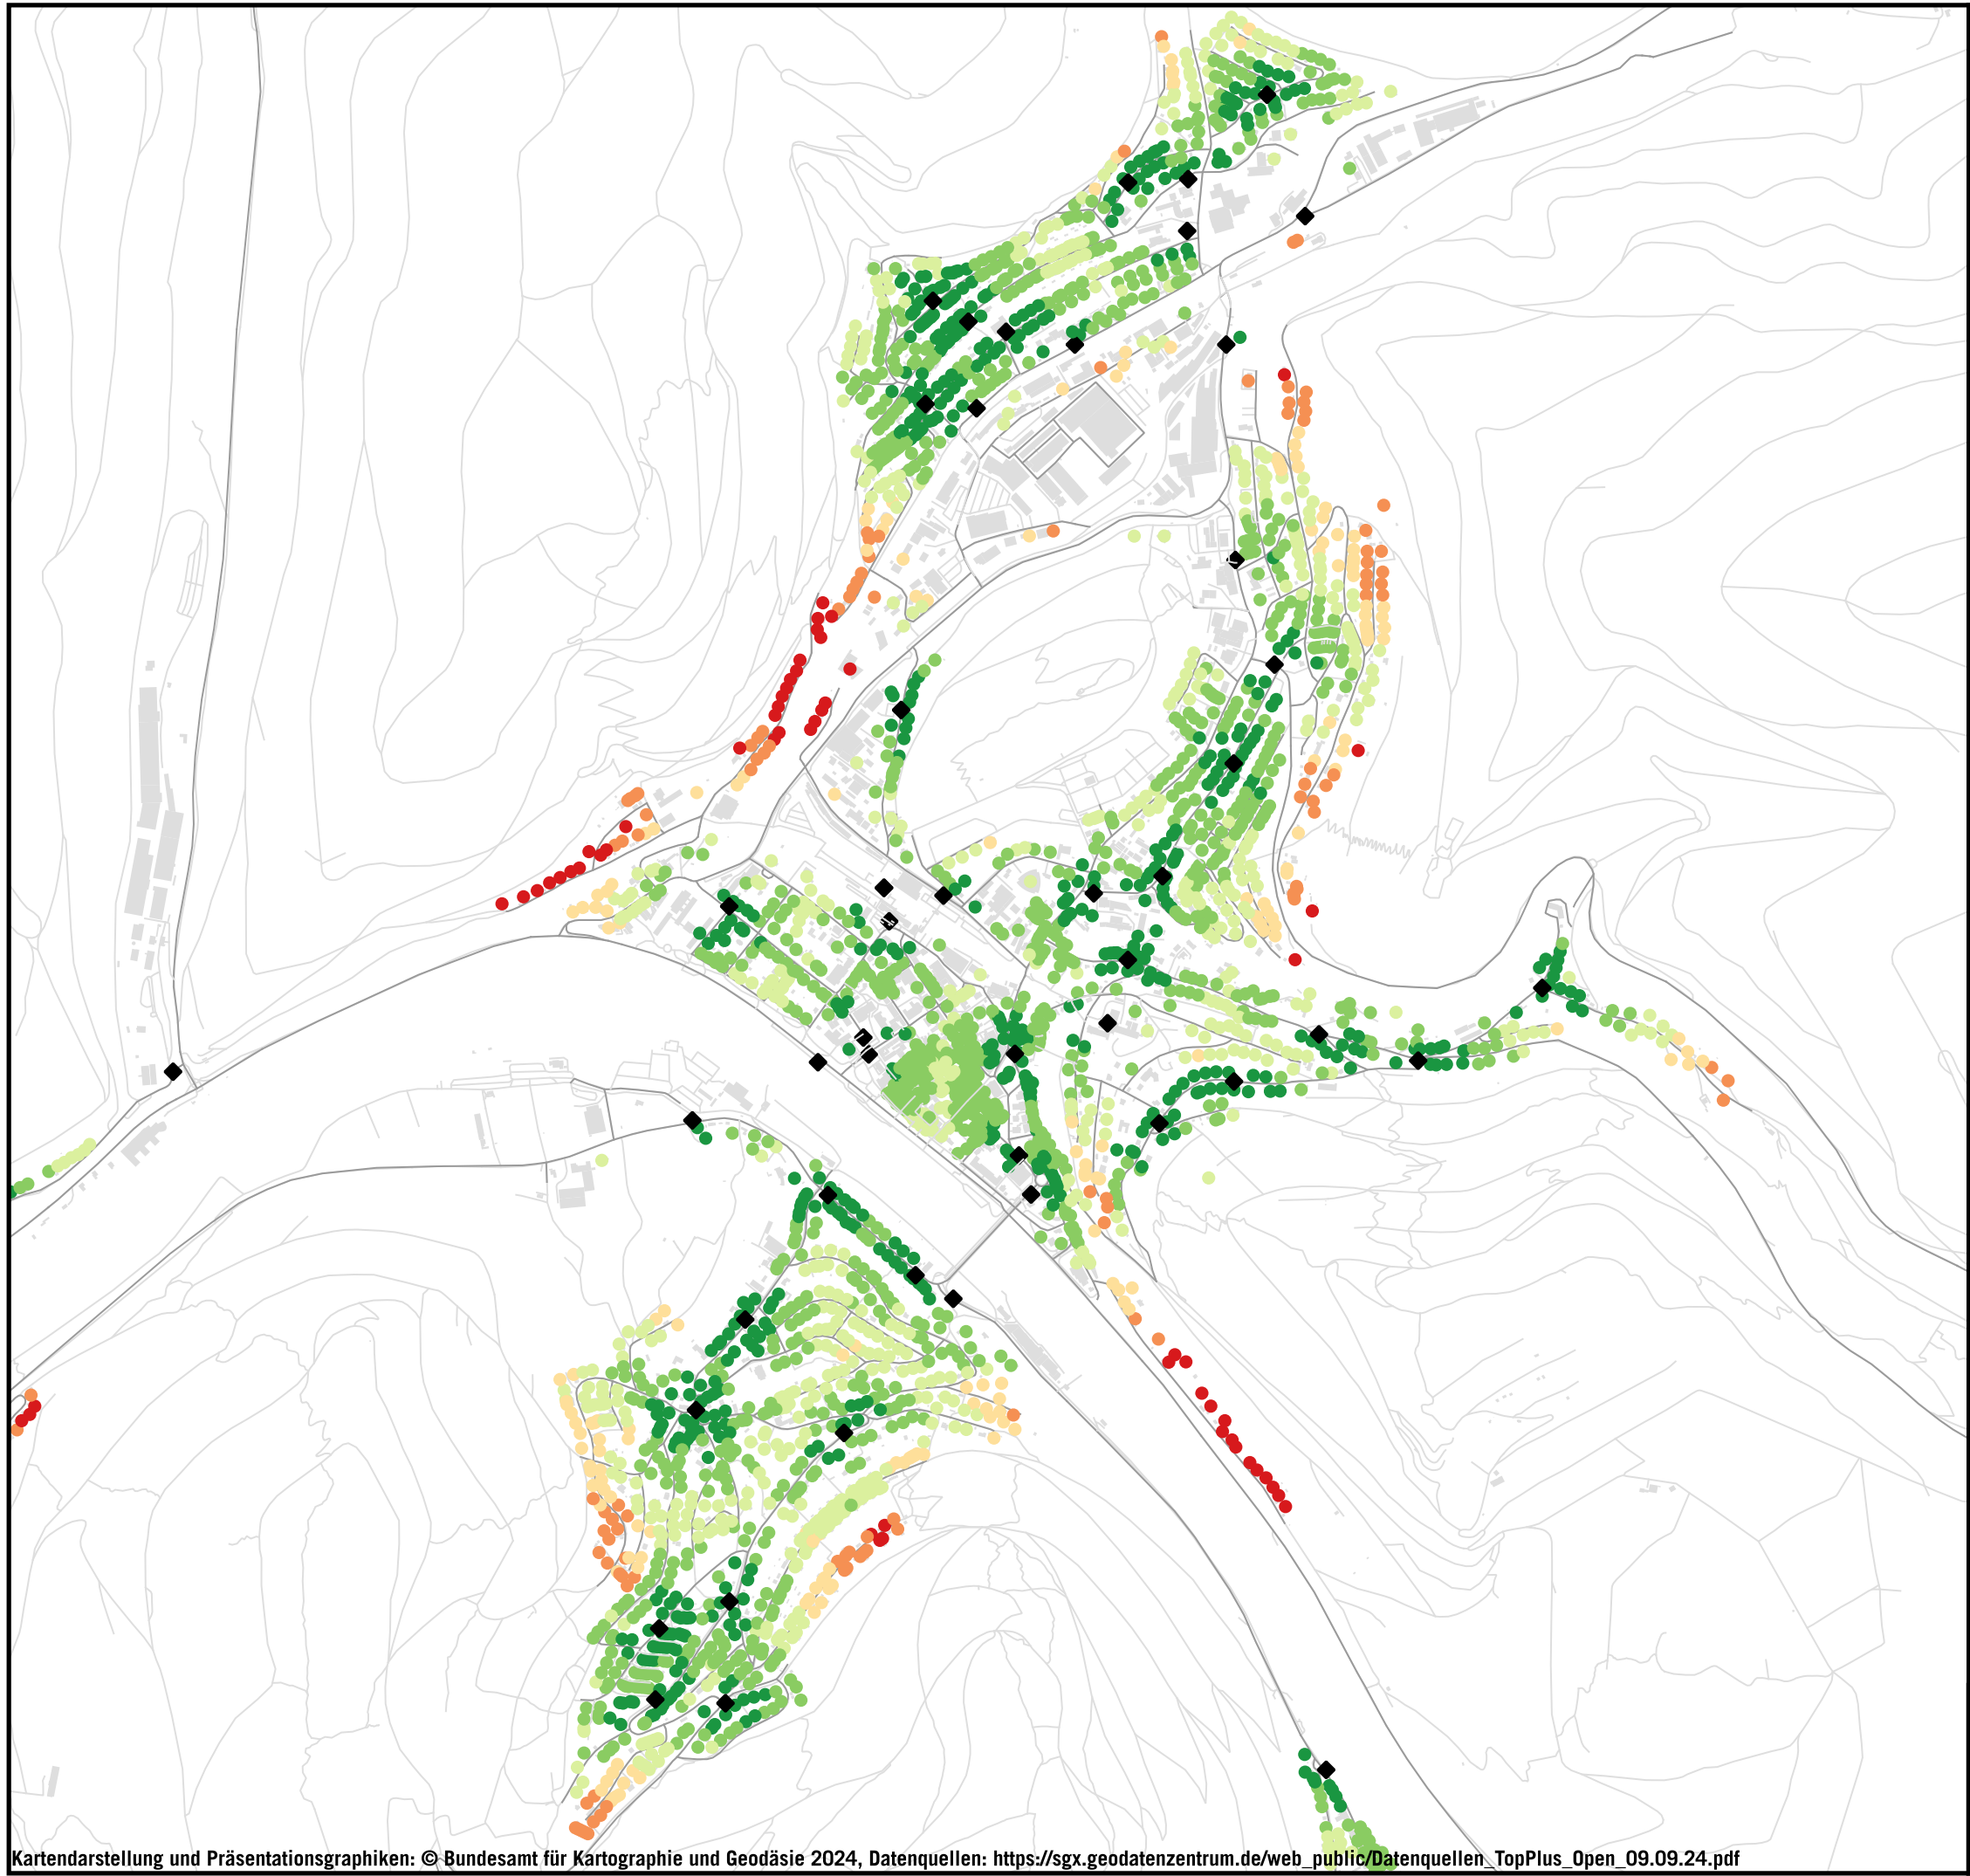 Kartendarstellung und Präsentationsgraphiken: © Bundesamt für Kartographie und Geodäsie 2024, Datenquellen: https://sgx.geodatenzentrum.de/web_public/Datenquellen_TopPlus_Open_09.09.24.pdf